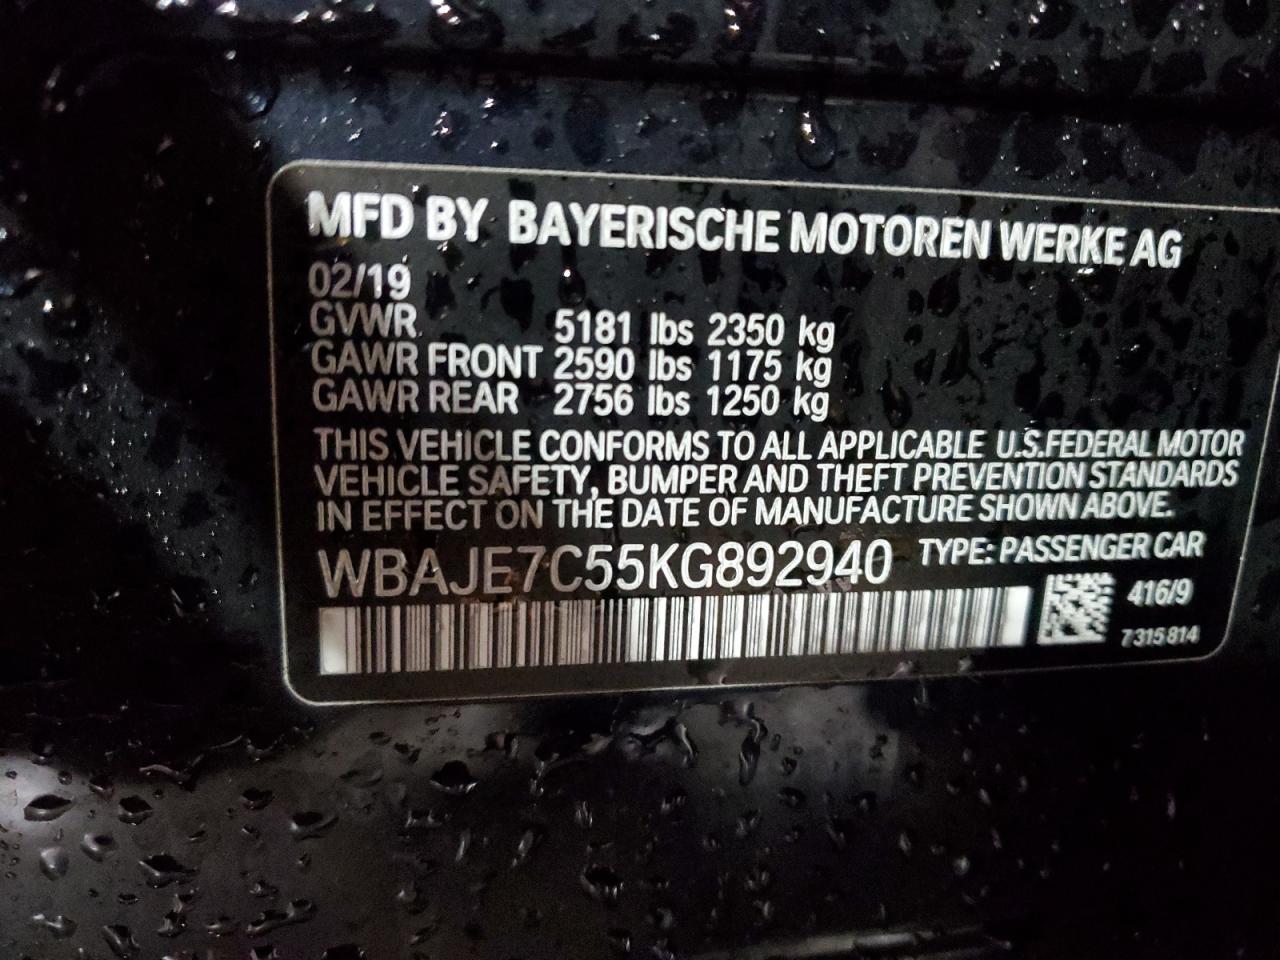 MFD BY BAYERISCHE MOTOREN WERKE AG
02/19
GVWR 5181 lbs 2350 kg
GAWR FRONT 2590 lbs 1175 kg
GAWR REAR 2756 lbs 1250 kg
THIS VEHICLE CONFORMS TO ALL APPLICABLE U.S.FEDERAL MOTOR
VEHICLE SAFETY, BUMPER AND THEFT PREVENTION STANDARDS
IN EFFECT ON THE DATE OF MANUFACTURE SHOWN ABOVE.
WBAJE7C55KG892940 TYPE: PASSENGER CAR
416/9
7315814